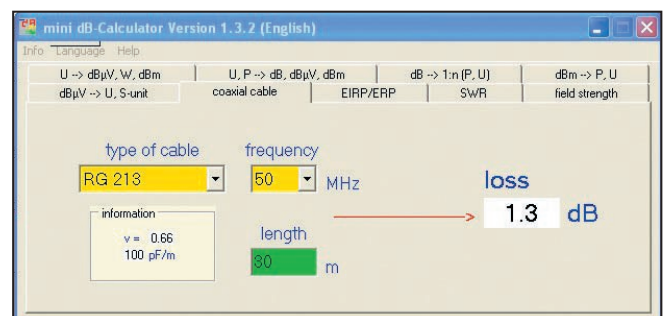 mini dB-Calculator Version 1.3.2 (English)
Info Language Help
U --> dBµV, W, dBm U, P --> dB, dBµV, dBm dB --> 1:n (P, U) dBm --> P, U
dBµV --> U, S-unit coaxial cable EIRP/ERP SWR field strength
type of cable frequency
RG 213 50 MHz loss
1.3 dB
information
v = 0.66
100 pF/m
length
30 m